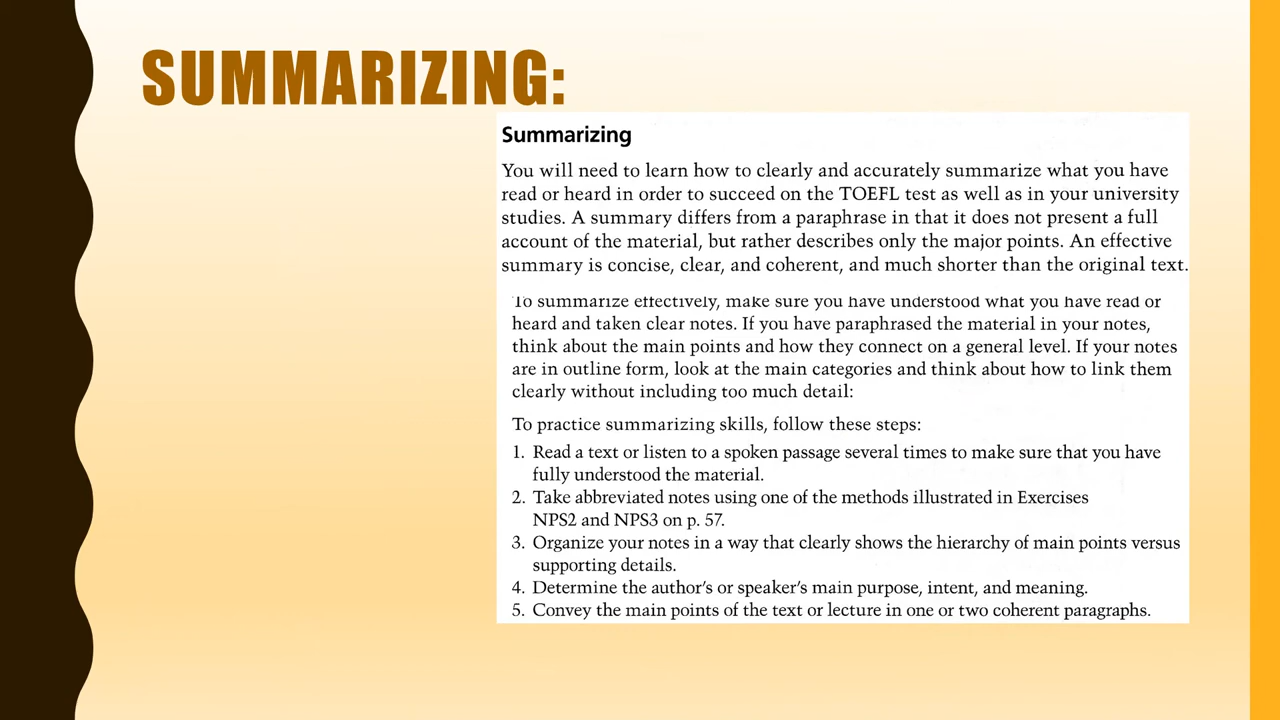 SUMMARIZING:
Summarizing
You will need to learn how to clearly and accurately summarize what you have
read or heard in order to succeed on the TOEFL test as well as in your university
studies. A summary differs from a paraphrase in that it does not present a full
account of the material, but rather describes only the major points. An effective
summary is concise, clear, and coherent, and much shorter than the original text.
To summarize effectively, make sure you have understood what you have read or
heard and taken clear notes. If you have paraphrased the material in your notes,
think about the main points and how they connect on a general level. If your notes
are in outline form, look at the main categories and think about how to link them
clearly without including too much detail:
To practice summarizing skills, follow these steps:
1. Read a text or listen to a spoken passage several times to make sure that you have
fully understood the material.
2. Take abbreviated notes using one of the methods illustrated in Exercises
NPS2 and NPS3 on p. 57.
3. Organize your notes in a way that clearly shows the hierarchy of main points versus
supporting details.
4. Determine the author's or speaker's main purpose, intent, and meaning.
5. Convey the main points of the text or lecture in one or two coherent paragraphs.